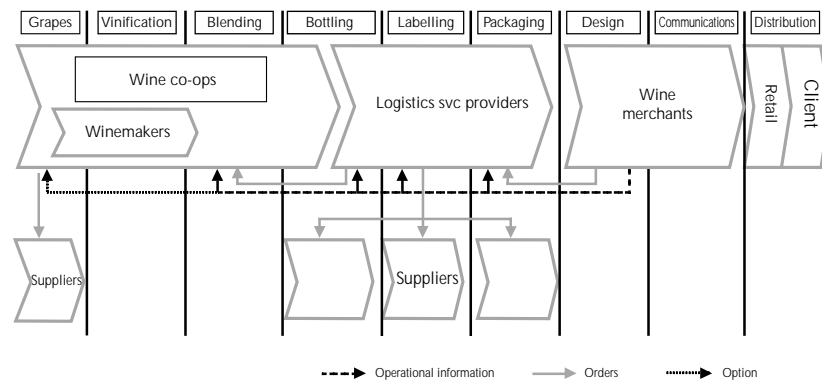 Grapes
Vinification
Blending
Bottling
Labelling
Packaging
Design
Communications
Distribution
Wine co-ops
Winemakers
Logistics svc providers
Wine
merchants
Retail
Client
Suppliers
Suppliers
Operational information
Orders
Option